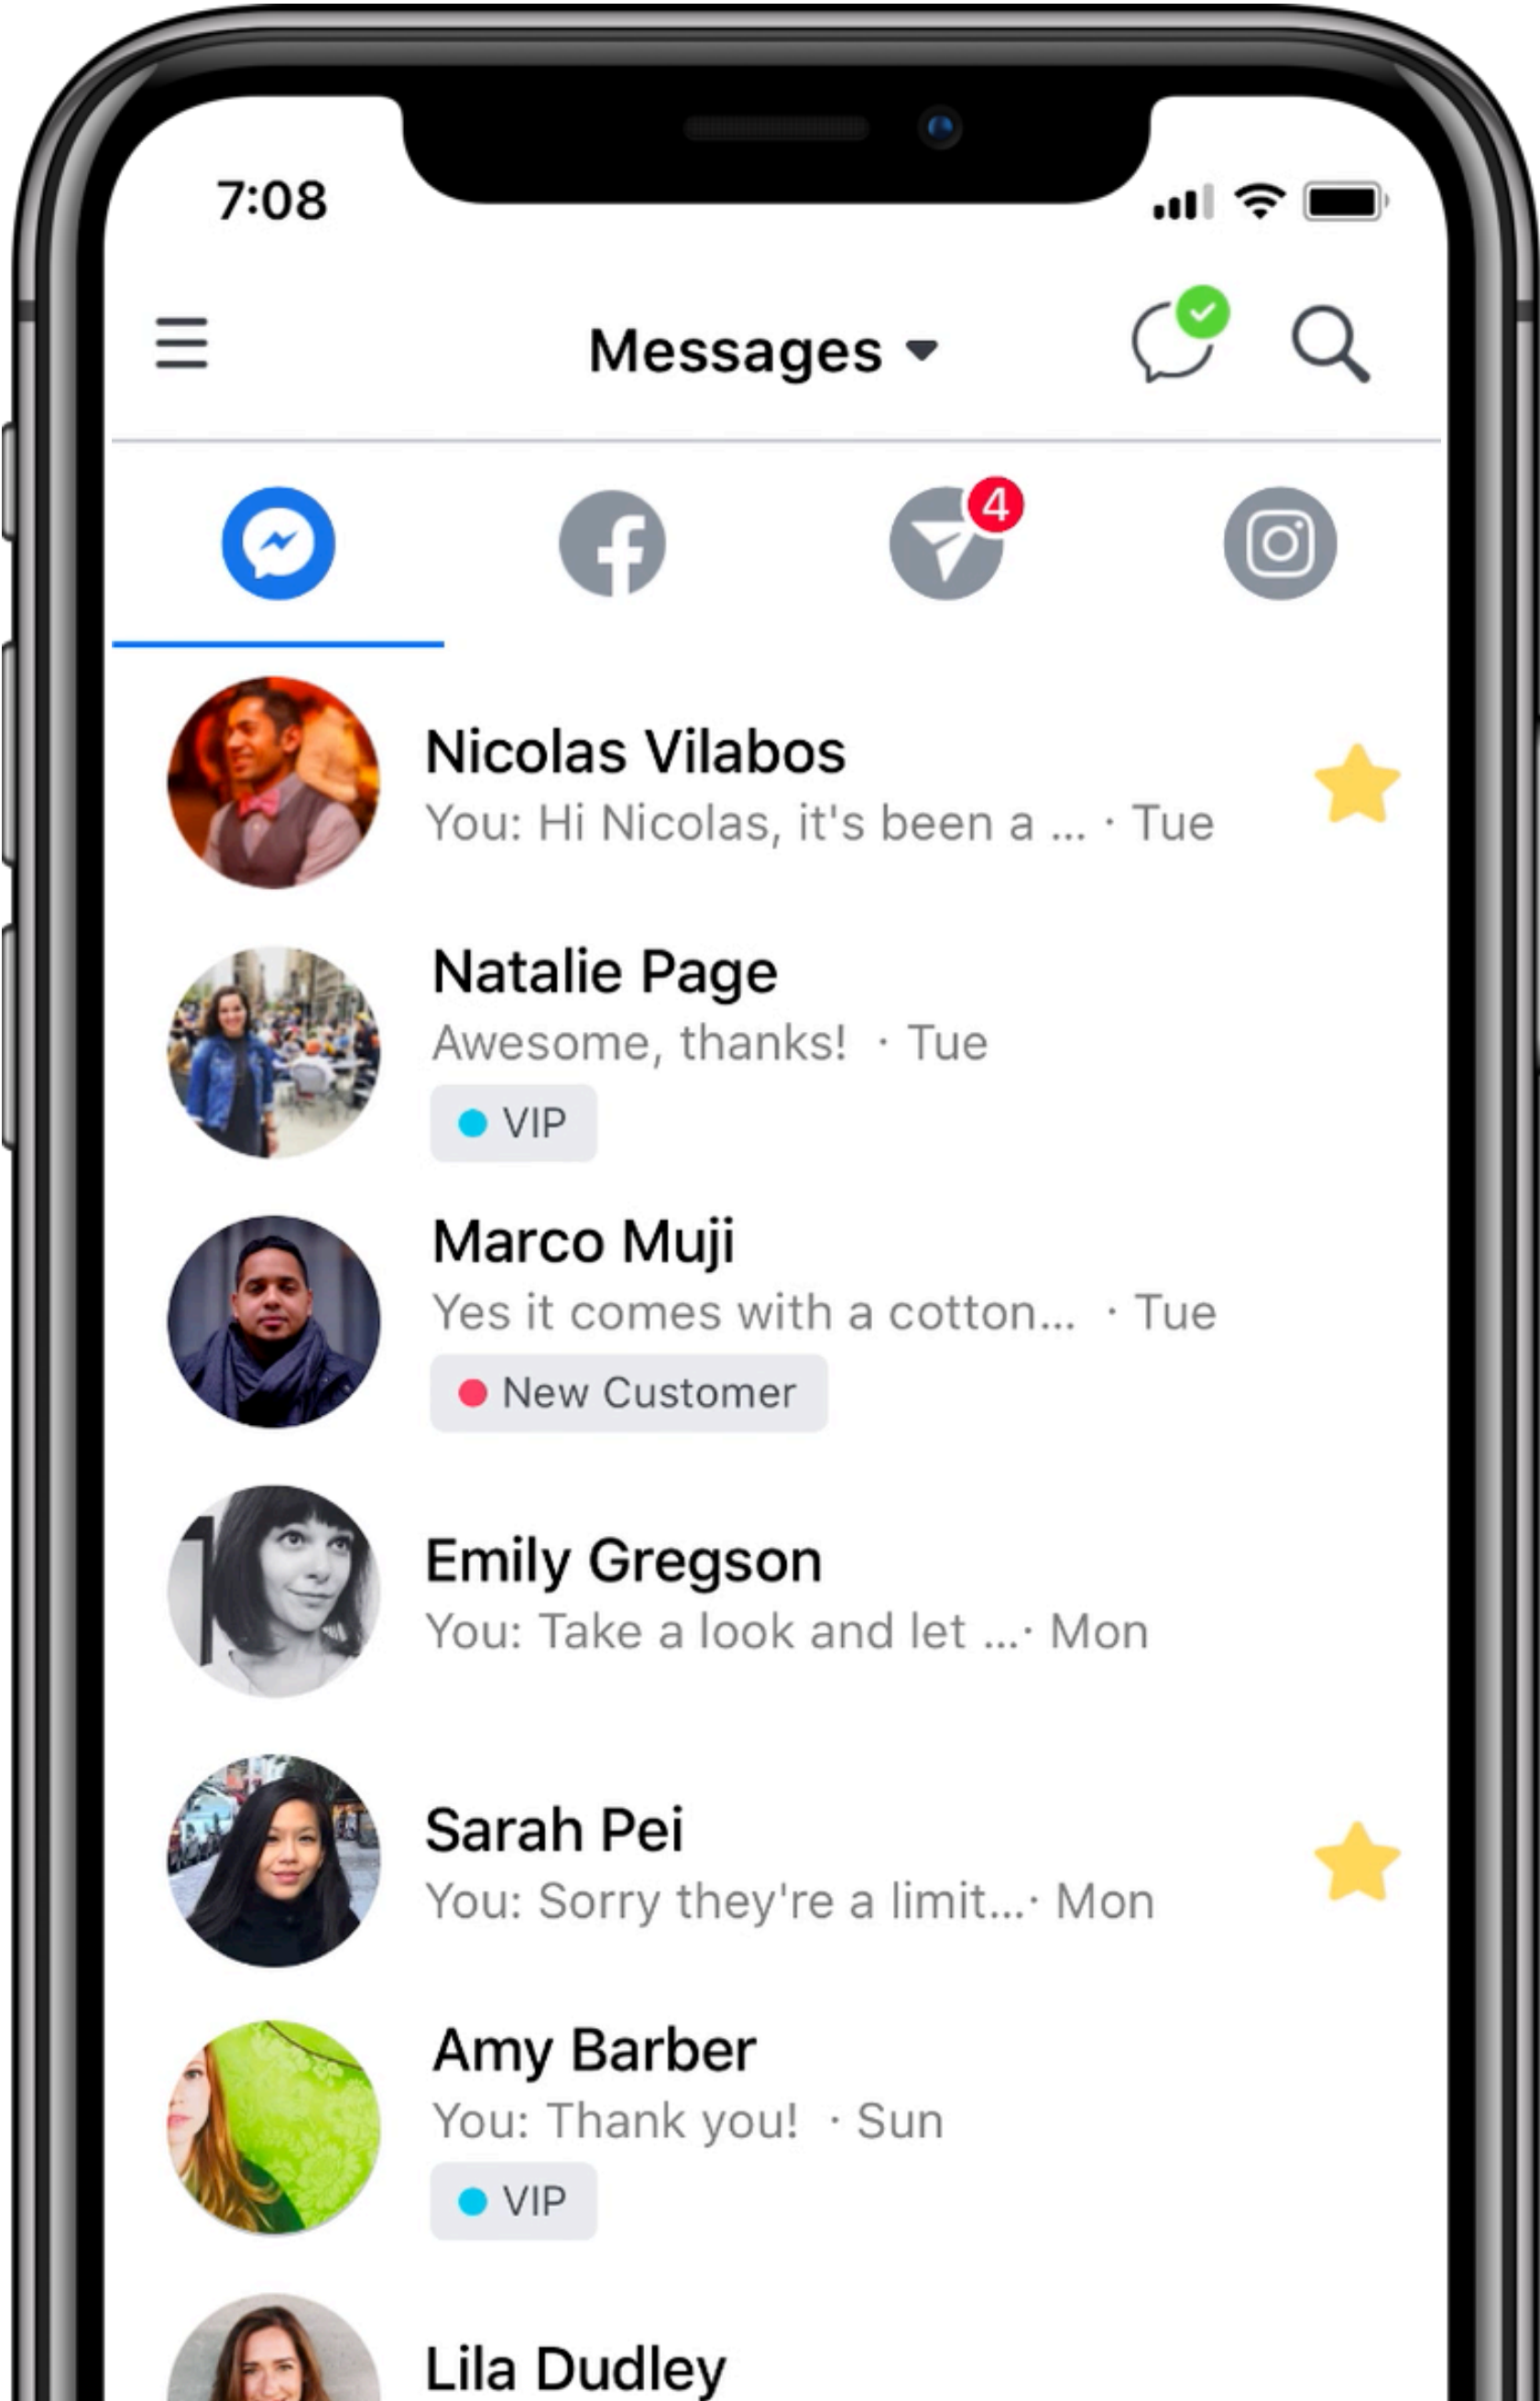 7:08
Messages
4
Nicolas Vilabos
You: Hi Nicolas, it's been a ... · Tue
Natalie Page
Awesome, thanks! · Tue
VIP
Marco Muji
Yes it comes with a cotton... · Tue
New Customer
Emily Gregson
You: Take a look and let ...· Mon
Sarah Pei
You: Sorry they're a limit...· Mon
Amy Barber
You: Thank you! · Sun
VIP
Lila Dudley